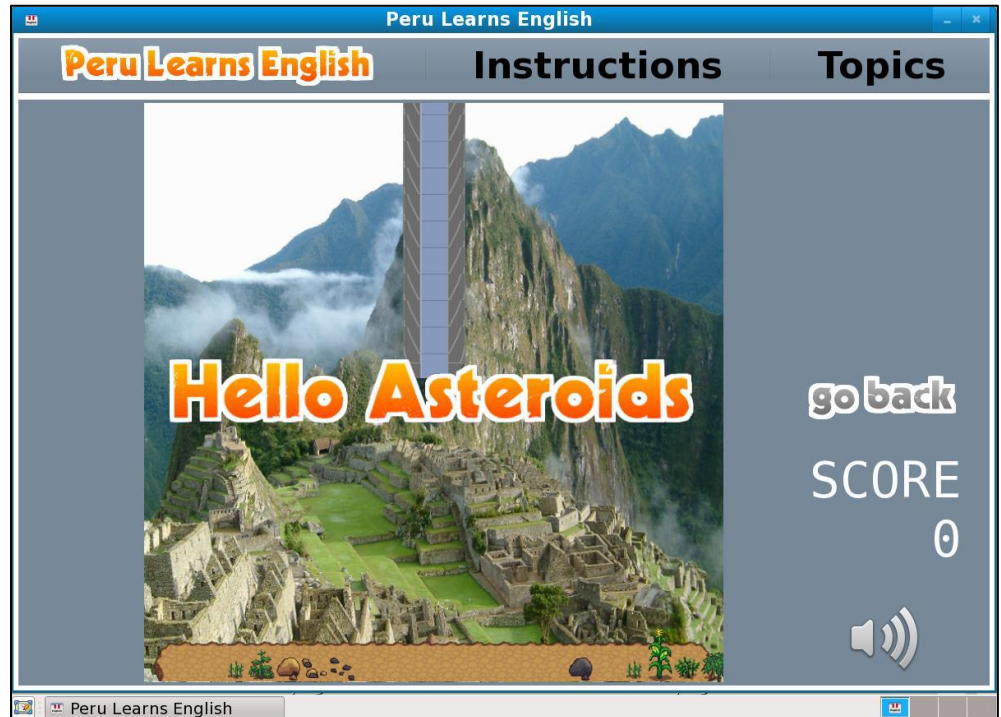 Peru Learns English
Peru Learns English Instructions Topics
Hello Asteroids
go back
SCORE
0
Peru Learns English